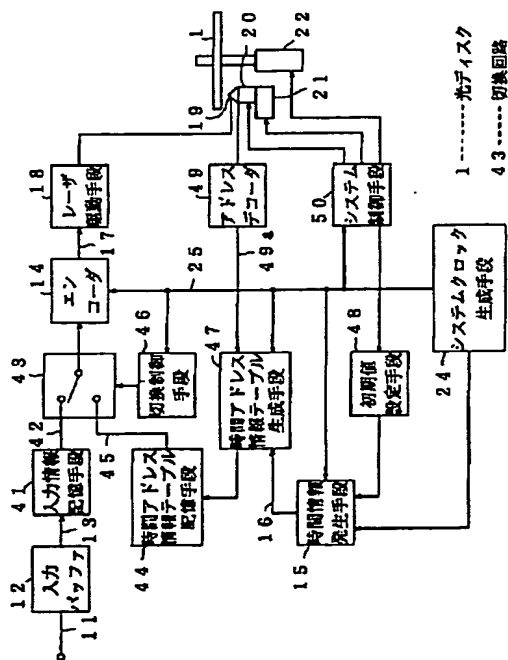 11
12
入力
バッファ
13
41
入力情報
記憶手段
42
43
45
14
エン
コーダ
17
18
レーザ
駆動手段
19
20
1
21
22
44
時間アドレス
情報テーブル
記憶手段
46
切換制御
手段
25
47
時間アドレス
情報テーブル
生成手段
49a
49
アドレス
デコーダ
16
15
時間情報
発生手段
48
初期値
設定手段
50
システム
制御手段
24
システムクロック
生成手段
1-------光ディスク
43-----切換回路